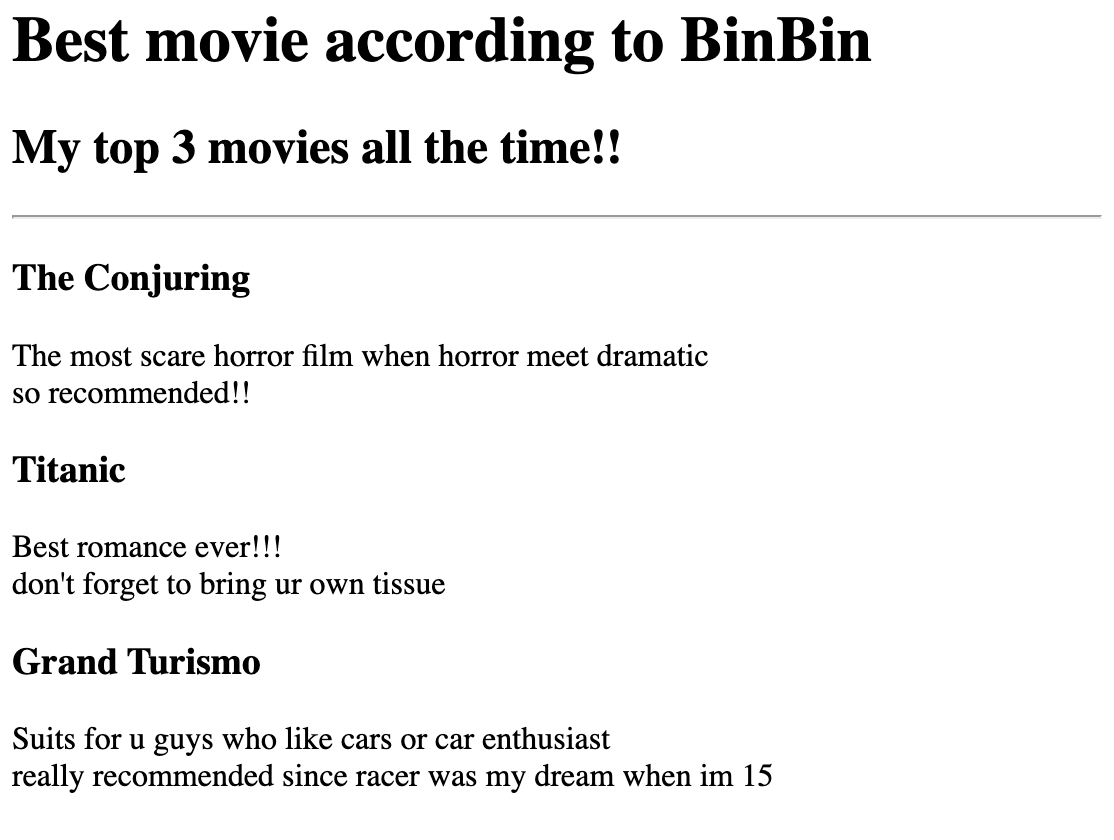 Best movie according to BinBin
My top 3 movies all the time!!
The Conjuring
The most scare horror film when horror meet dramatic
so recommended!!
Titanic
Best romance ever!!!
don't forget to bring ur own tissue
Grand Turismo
Suits for u guys who like cars or car enthusiast
really recommended since racer was my dream when im 15